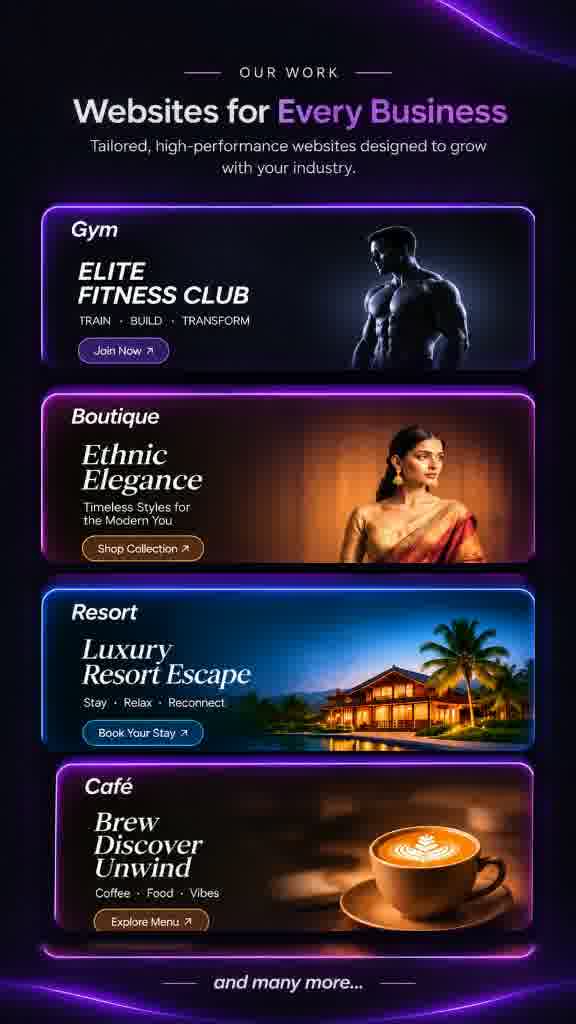 OUR WORK
Websites for Every Business
Tailored, high-performance websites designed to grow
with your industry.
Gym
ELITE
FITNESS CLUB
TRAIN · BUILD · TRANSFORM
Join Now ↗
Boutique
Ethnic
Elegance
Timeless Styles for
the Modern You
Shop Collection ↗
Resort
Luxury
Resort Escape
Stay · Relax · Reconnect
Book Your Stay ↗
Café
Brew
Discover
Unwind
Coffee · Food · Vibes
Explore Menu ↗
and many more...